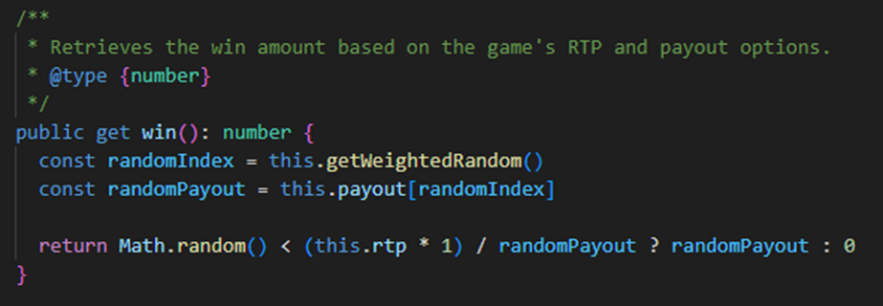 /**
* Retrieves the win amount based on the game's RTP and payout options.
* @type {number}
*/
public get win(): number {
const randomIndex = this.getWeightedRandom()
const randomPayout = this.payout[randomIndex]
return Math.random() < (this.rtp * 1) / randomPayout ? randomPayout : 0
}